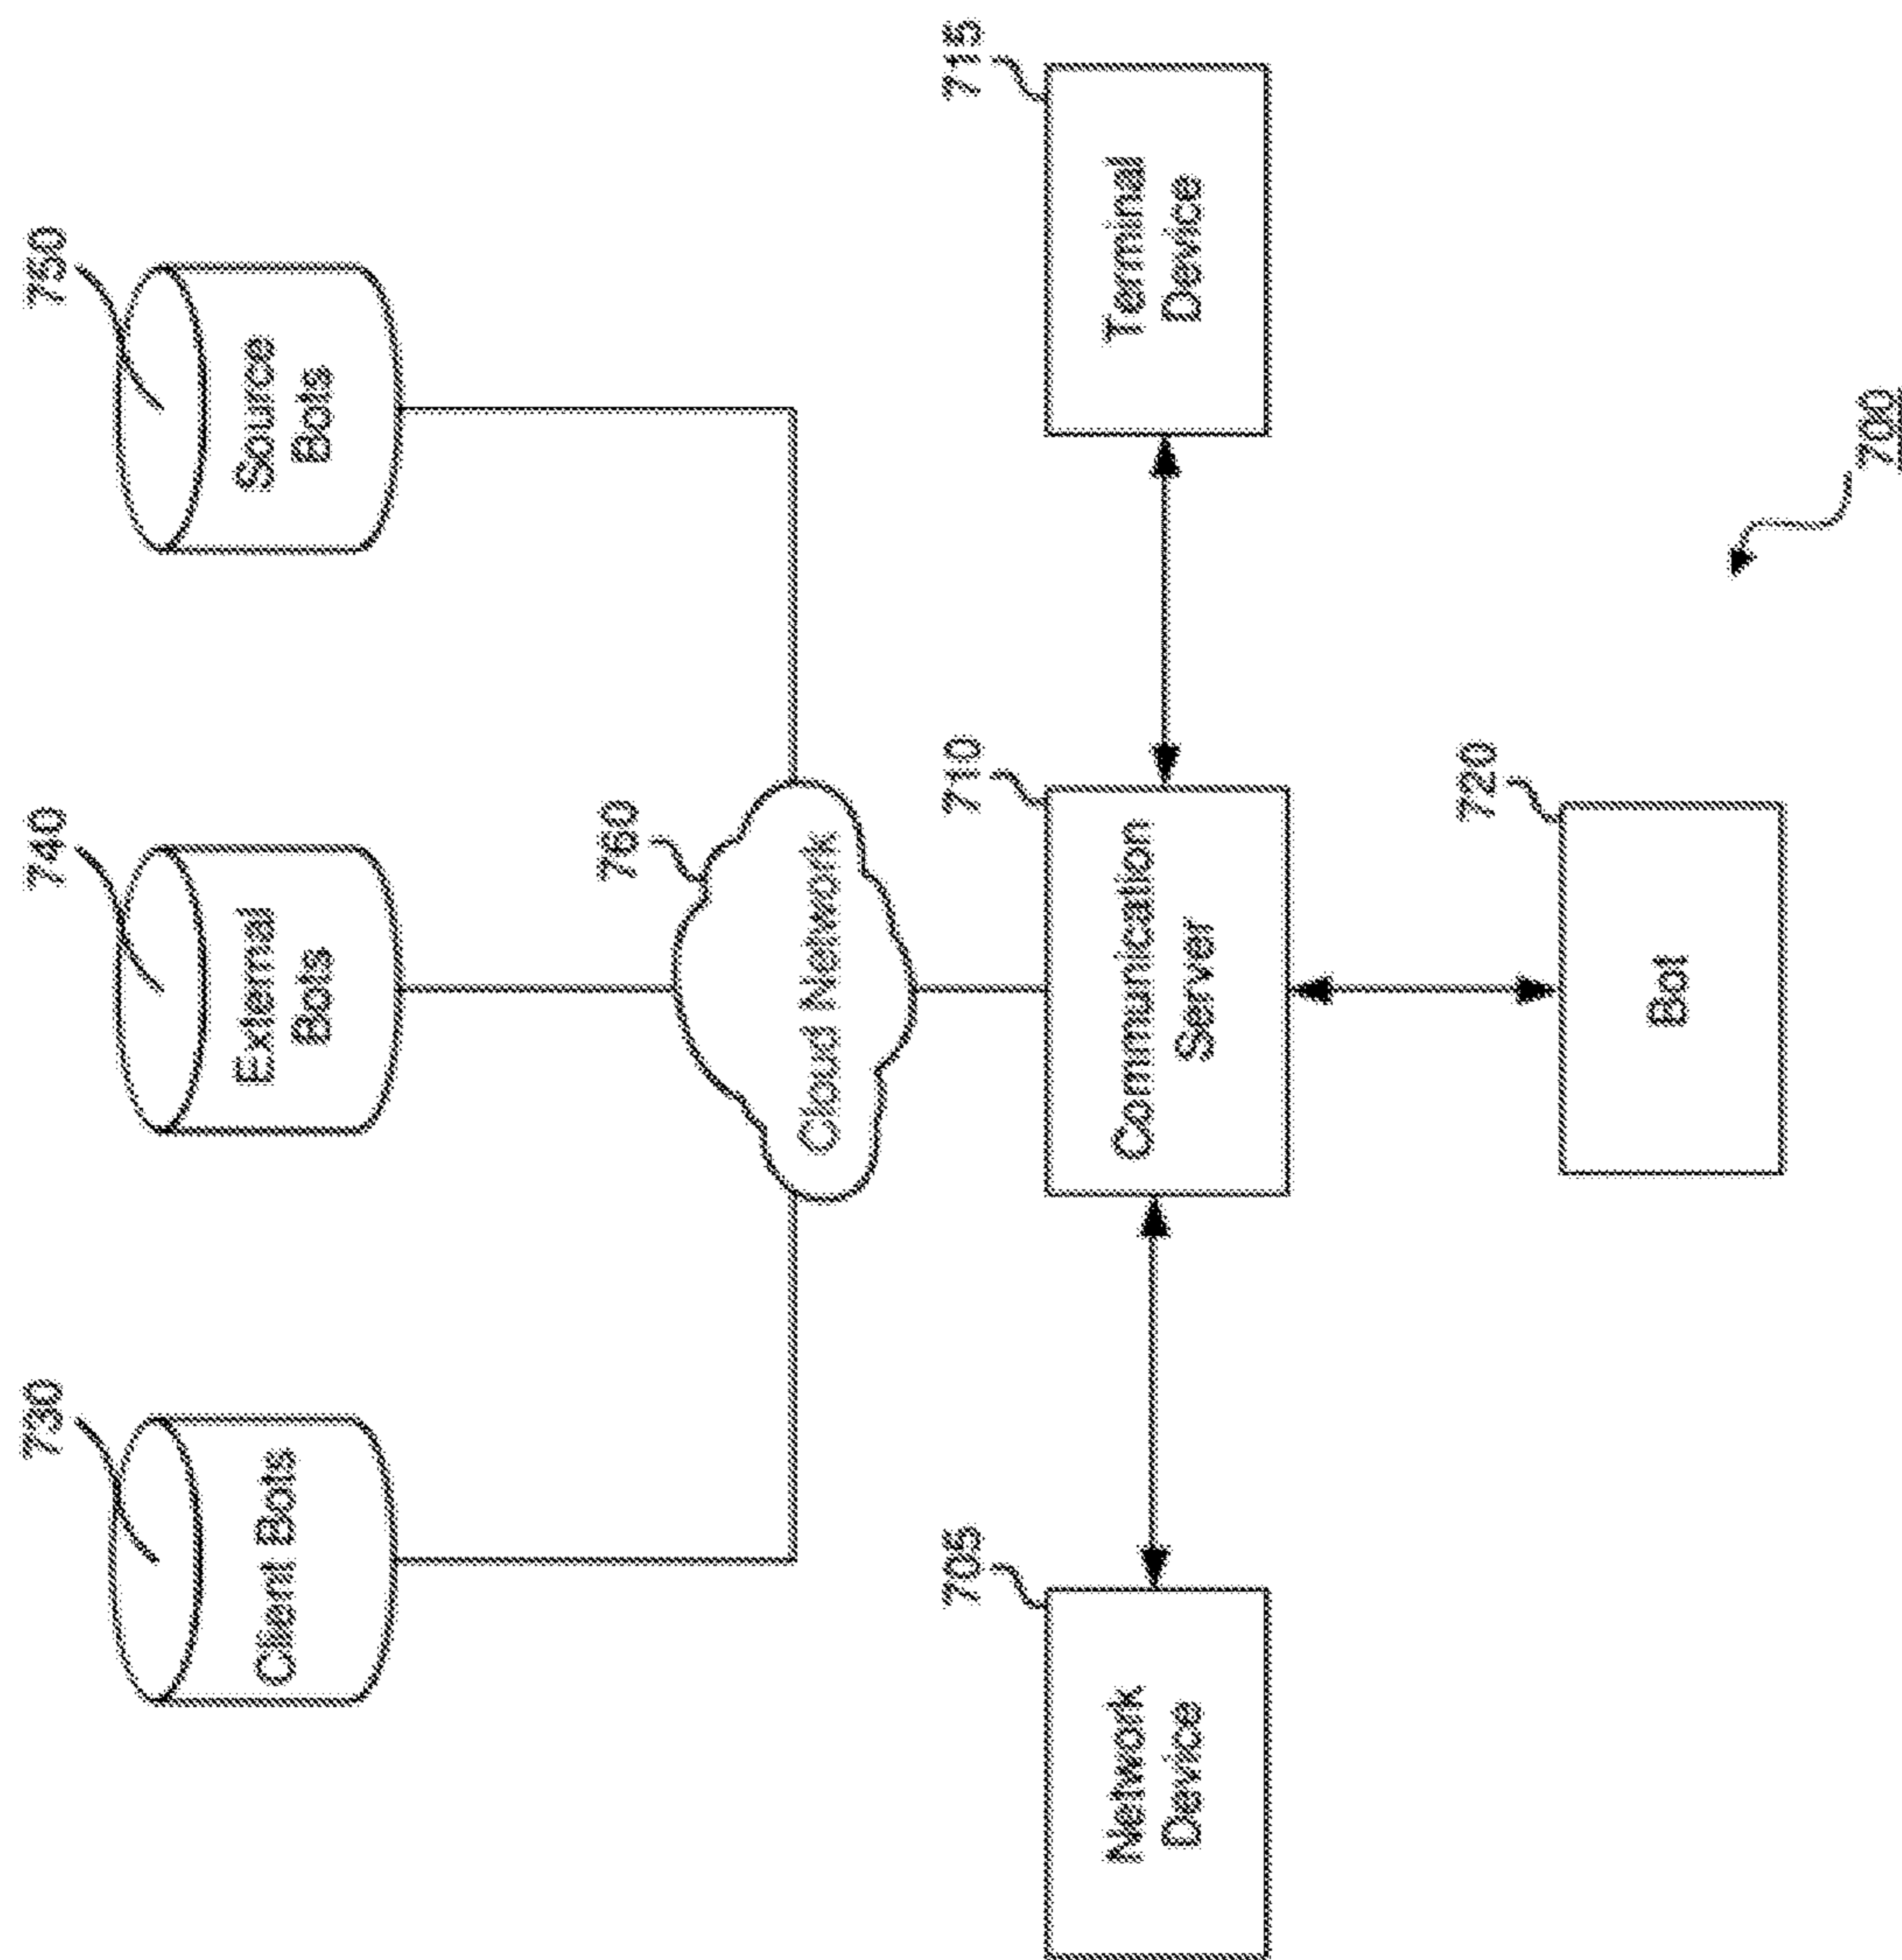 730
740
750
Client Bots
External
Bots
Source
Bots
760
Cloud Network
705
710
715
Network
Device
Communication
Server
Terminal
Device
720
Bot
700